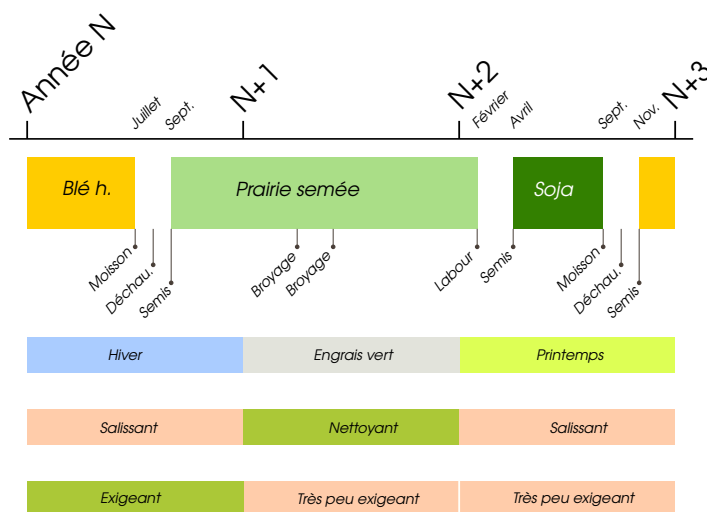 Année N
Juillet
Sept.
N+1
N+2
Février
Avril
Sept.
Nov.
N+3
Blé h.
Prairie semée
Soja
Moisson
Déchau.
Semis
Broyage
Broyage
Labour
Semis
Moisson
Déchau.
Semis
Hiver
Engrais vert
Printemps
Salissant
Nettoyant
Salissant
Exigeant
Très peu exigeant
Très peu exigeant